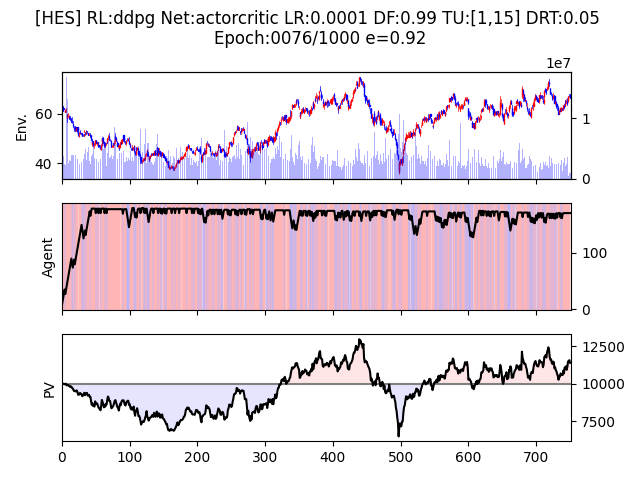 [HES] RL:ddpg Net:actorcritic LR:0.0001 DF:0.99 TU:[1,15] DRT:0.05
Epoch:0076/1000 e=0.92
1e7
Env.
60
40
1
0
Agent
100
0
PV
12500
10000
7500
0 100 200 300 400 500 600 700